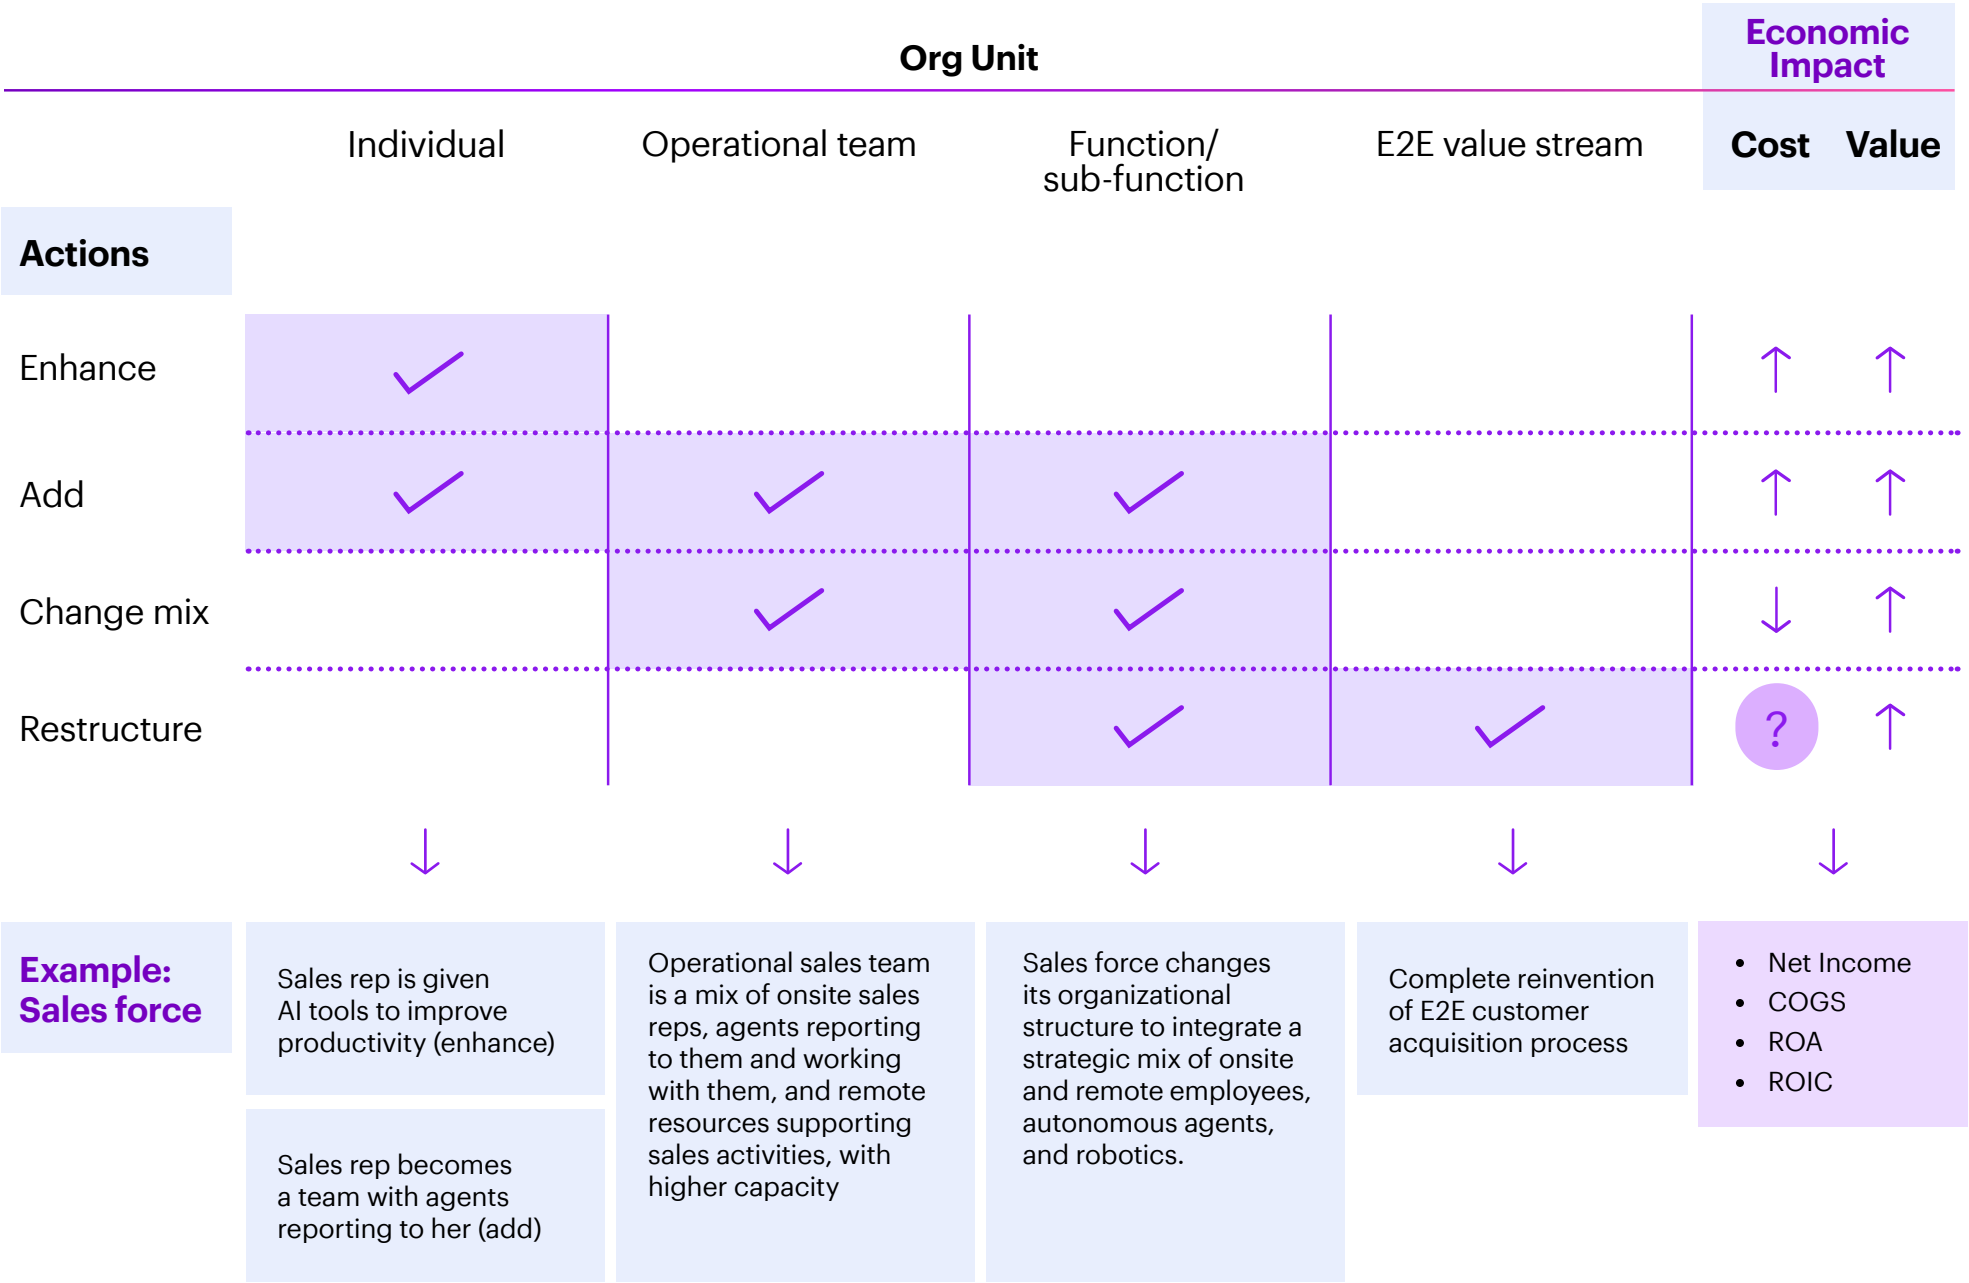 Org Unit
Economic
Impact
Individual
Operational team
Function/
sub-function
E2E value stream
Cost
Value
Actions
Enhance
Add
Change mix
Restructure
?
Example:
Sales force
Sales rep is given
AI tools to improve
productivity (enhance)
Sales rep becomes
a team with agents
reporting to her (add)
Operational sales team
is a mix of onsite sales
reps, agents reporting
to them and working
with them, and remote
resources supporting
sales activities, with
higher capacity
Sales force changes
its organizational
structure to integrate a
strategic mix of onsite
and remote employees,
autonomous agents,
and robotics.
Complete reinvention
of E2E customer
acquisition process
• Net Income
• COGS
• ROA
• ROIC